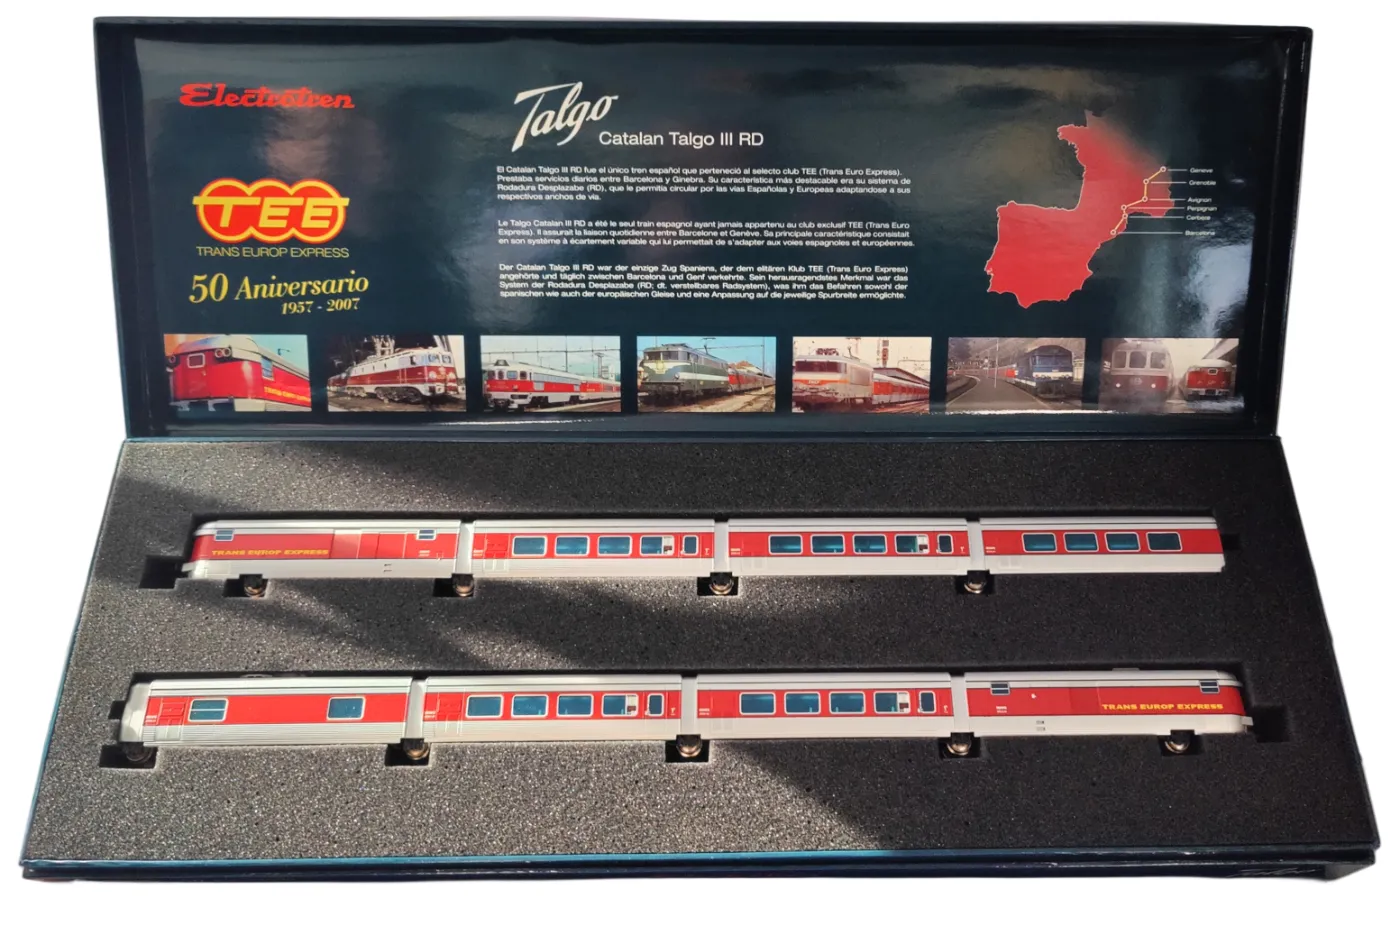 Electrotren
Talgo
Catalan Talgo III RD
TEE
TRANS EUROP EXPRESS
50 Aniversario
1957 - 2007
El Catalan Talgo III RD fue el único tren español que perteneció al selecto club TEE (Trans Euro Express).
Prestaba servicios diarios entre Barcelona y Ginebra. Su característica más destacable era su sistema de
Rodadura Desplazabe (RD), que le permitia circular por las vías Españolas y Europeas adaptandose a sus
respectivos anchos de vía.
Le Talgo Catalan III RD a été le seul train espagnol ayant jamais appartenu au club exclusif TEE (Trans Euro
Express). Il assurait la liaison quotidienne entre Barcelone et Genève. Sa principale caractéristique consistait
en son système à écartement variable qui lui permettait de s'adapter aux voies espagnoles et européennes.
Der Catalan Talgo III RD war der einzige Zug Spaniens, der dem elitären Klub TEE (Trans Euro Express)
angehörte und täglich zwischen Barcelona und Genf verkehrte. Sein herausragendstes Merkmal war das
System der Rodadura Desplazabe (RD; dt. verstellbares Radsystem), was ihm das Befahren sowohl der
spanischen wie auch der europäischen Gleise und eine Anpassung auf die jeweilige Spurbreite ermöglichte.
Geneve
Grenoble
Avignon
Perpignan
Cerbere
Barcelona
TRANS EUROP EXPRESS
TRANS EUROP EXPRESS